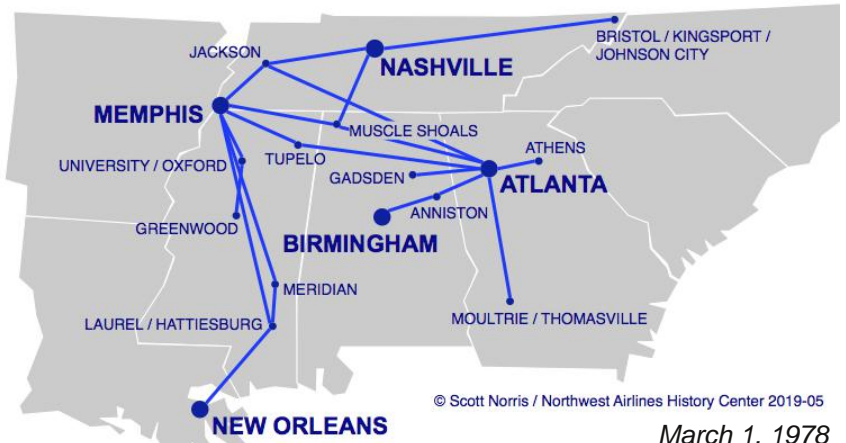 BRISTOL / KINGSPORT /
JOHNSON CITY
JACKSON
NASHVILLE
MEMPHIS
MUSCLE SHOALS
ATHENS
UNIVERSITY / OXFORD
TUPELO
GADSDEN
ATLANTA
ANNISTON
GREENWOOD
BIRMINGHAM
MERIDIAN
LAUREL / HATTIESBURG
MOULTRIE / THOMASVILLE
© Scott Norris / Northwest Airlines History Center 2019-05
NEW ORLEANS
March 1, 1978